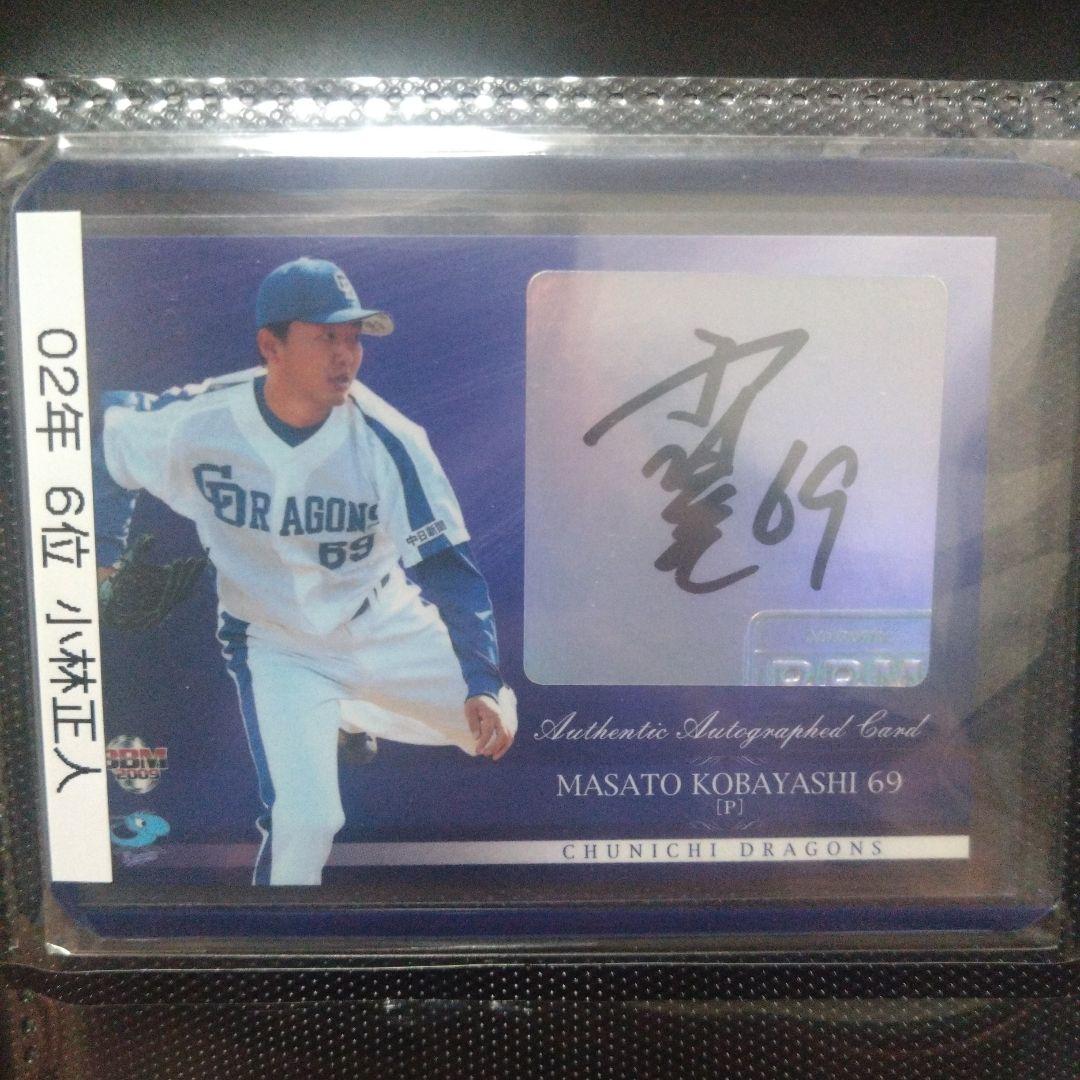 02年 6位 小林正人
DRAGONS
69
中日新聞
69
BBM
2009
Authentic Autographed Card
MASATO KOBAYASHI 69
[P]
CHUNICHI DRAGONS